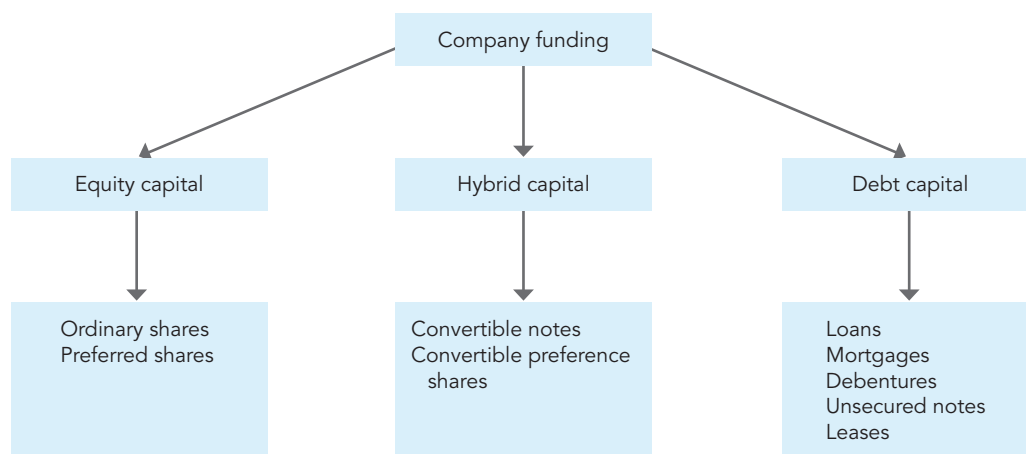 Company funding
Equity capital
Hybrid capital
Debt capital
Ordinary shares
Preferred shares
Convertible notes
Convertible preference
shares
Loans
Mortgages
Debentures
Unsecured notes
Leases